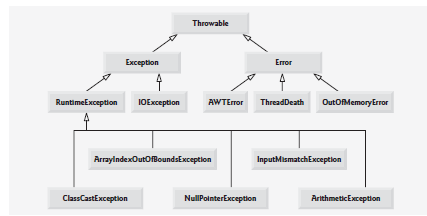 Throwable
Exception
Error
RuntimeException
IOException
AWTError
ThreadDeath
OutOfMemoryError
ArrayIndexOutOfBoundsException
InputMismatchException
ClassCastException
NullPointerException
ArithmeticException